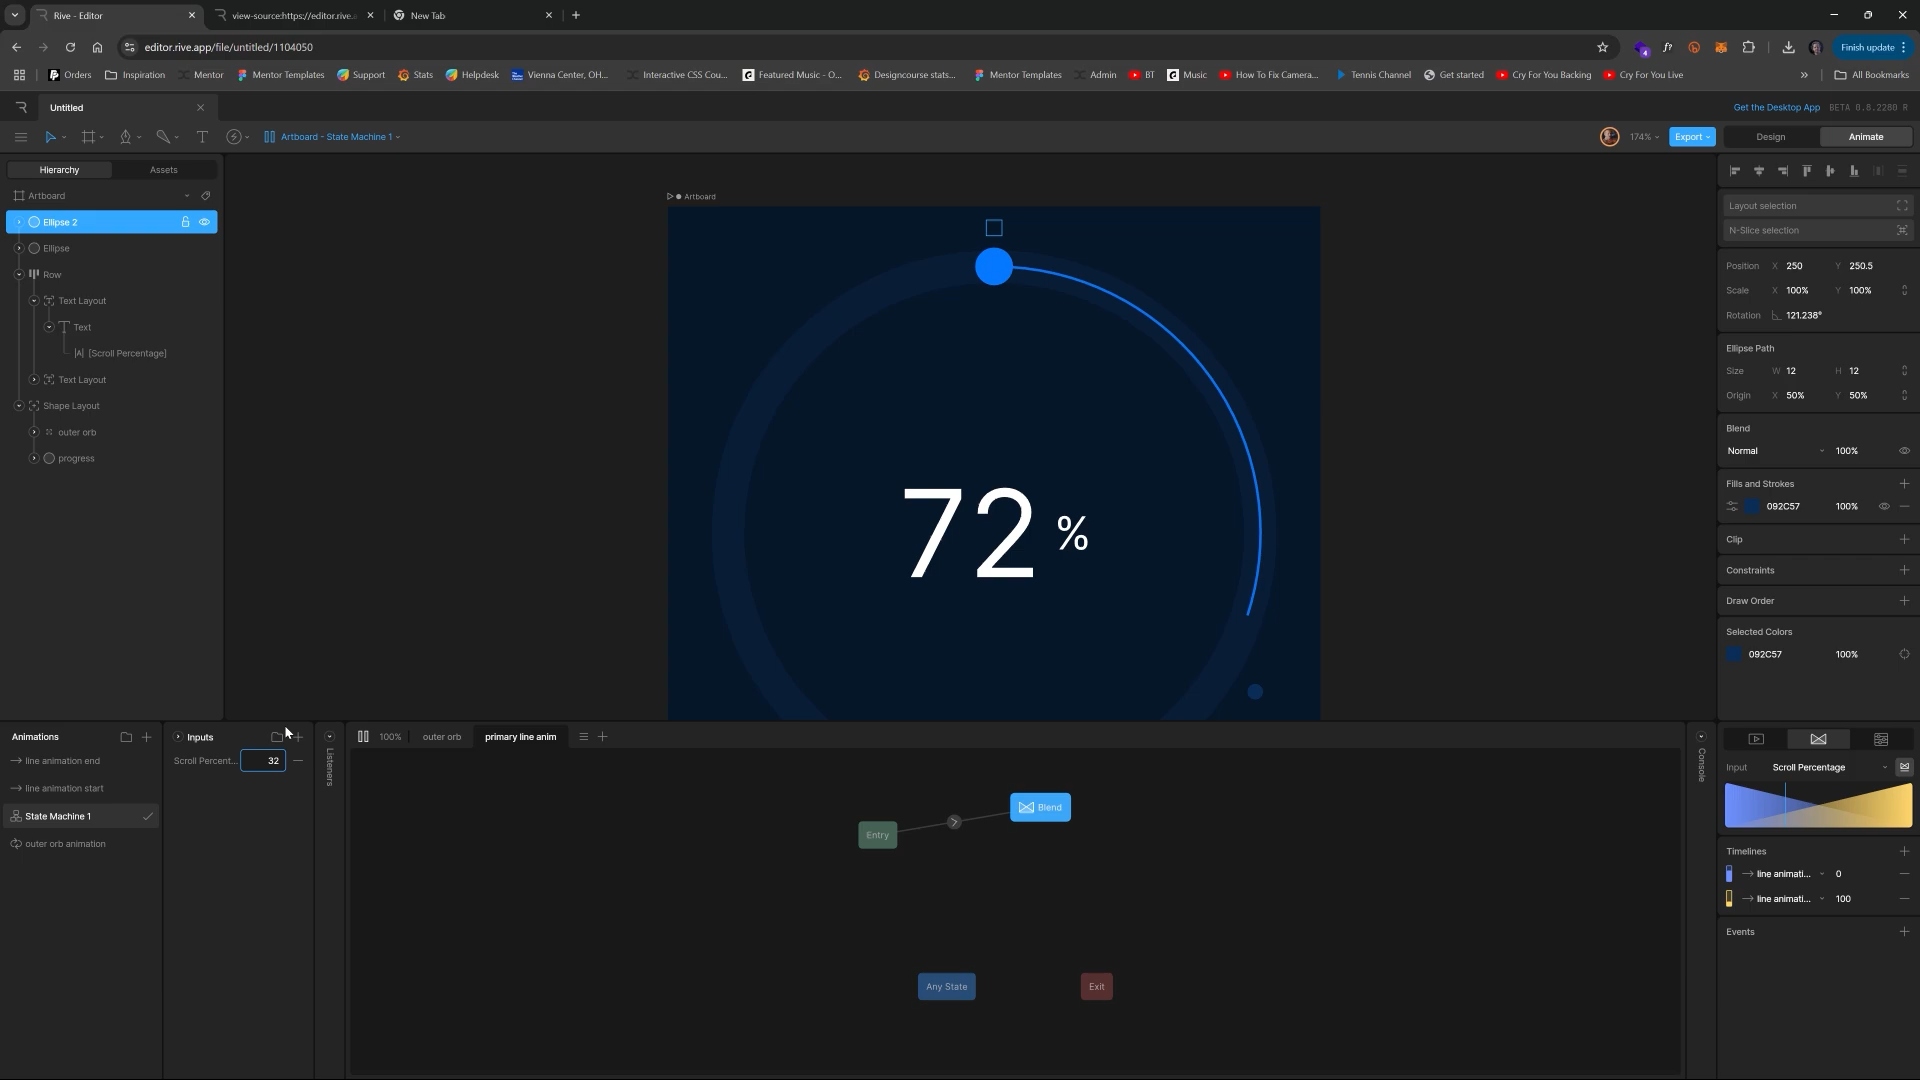 Rive - Editor
view-source:https://editor.rive.a
New Tab
editor.rive.app/file/untitled/1104050
Finish update
Orders
Inspiration
Mentor
Mentor Templates
Support
Stats
Helpdesk
Vienna Center, OH...
Interactive CSS Cou...
Featured Music - O...
Designcourse stats...
Mentor Templates
Admin
BT
Music
How To Fix Camera...
Tennis Channel
Get started
Cry For You Backing
Cry For You Live
All Bookmarks
Untitled
Get the Desktop App
BETA 0.8.2280 R
Artboard - State Machine 1
174%
Export
Design
Animate
Hierarchy
Assets
Artboard
Ellipse 2
Ellipse
Row
Text Layout
Text
[Scroll Percentage]
Text Layout
Shape Layout
outer orb
progress
Artboard
72 %
Layout selection
N-Slice selection
Position X 250 Y 250.5
Scale X 100% Y 100%
Rotation 121.238°
Ellipse Path
Size W 12 H 12
Origin X 50% Y 50%
Blend
Normal 100%
Fills and Strokes
092C57 100%
Clip
Constraints
Draw Order
Selected Colors
092C57 100%
Animations
line animation end
line animation start
State Machine 1
outer orb animation
Inputs
Scroll Percent... 32
Listeners
100%
outer orb
primary line anim
Entry
Blend
Any State
Exit
Console
Input Scroll Percentage
Timelines
line animati... 0
line animati... 100
Events